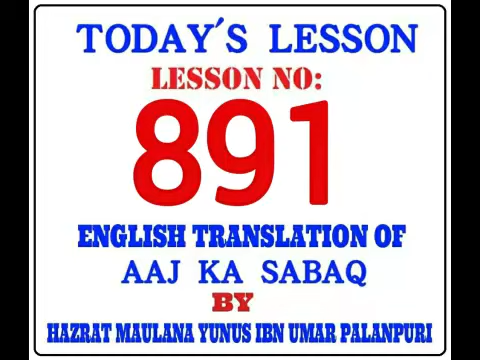 TODAY´S LESSON
LESSON NO:
891
ENGLISH TRANSLATION OF
AAJ KA SABAQ
BY
HAZRAT MAULANA YUNUS IBN UMAR PALANPURI